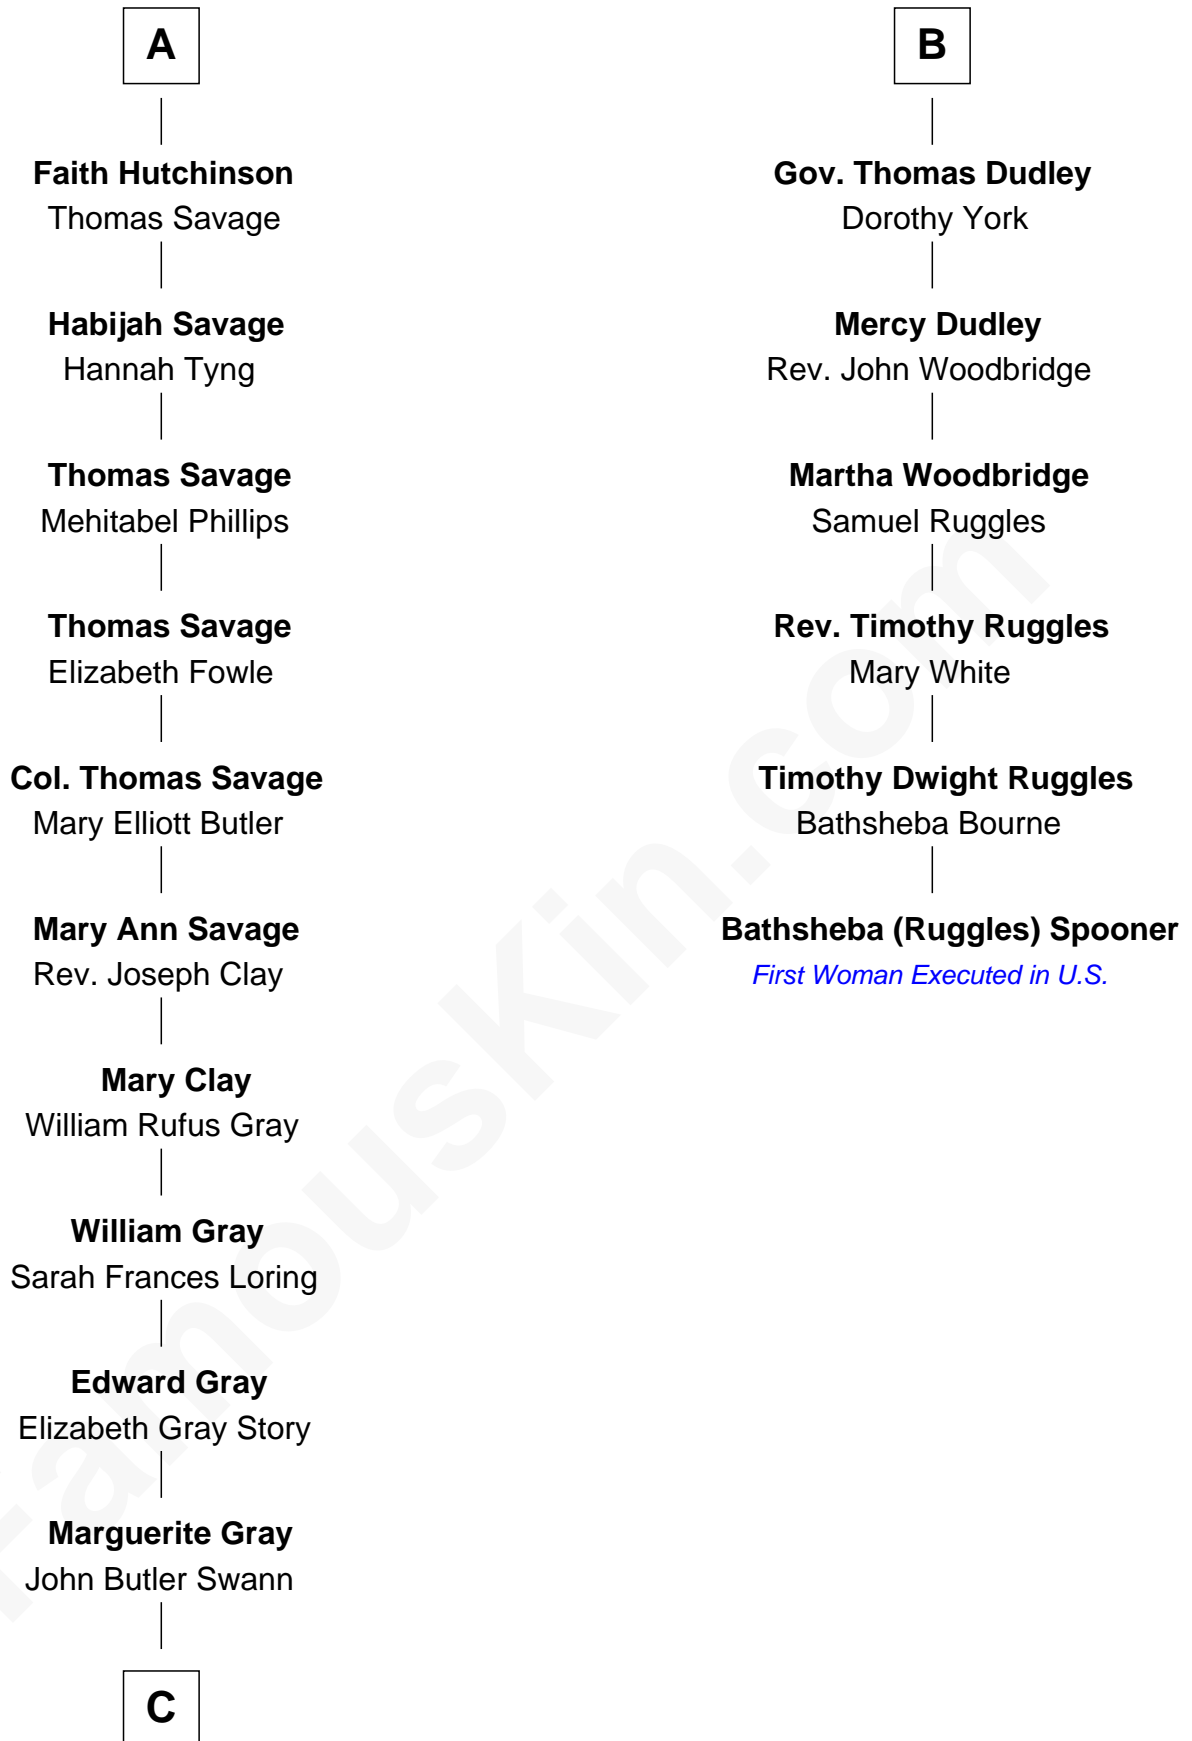 A
Faith Hutchinson
Thomas Savage
Habijah Savage
Hannah Tyng
Thomas Savage
Mehitabel Phillips
Thomas Savage
Elizabeth Fowle
Col. Thomas Savage
Mary Elliott Butler
Mary Ann Savage
Rev. Joseph Clay
Mary Clay
William Rufus Gray
William Gray
Sarah Frances Loring
Edward Gray
Elizabeth Gray Story
Marguerite Gray
John Butler Swann
C
B
Gov. Thomas Dudley
Dorothy York
Mercy Dudley
Rev. John Woodbridge
Martha Woodbridge
Samuel Ruggles
Rev. Timothy Ruggles
Mary White
Timothy Dwight Ruggles
Bathsheba Bourne
Bathsheba (Ruggles) Spooner
First Woman Executed in U.S.
FamousKin.com